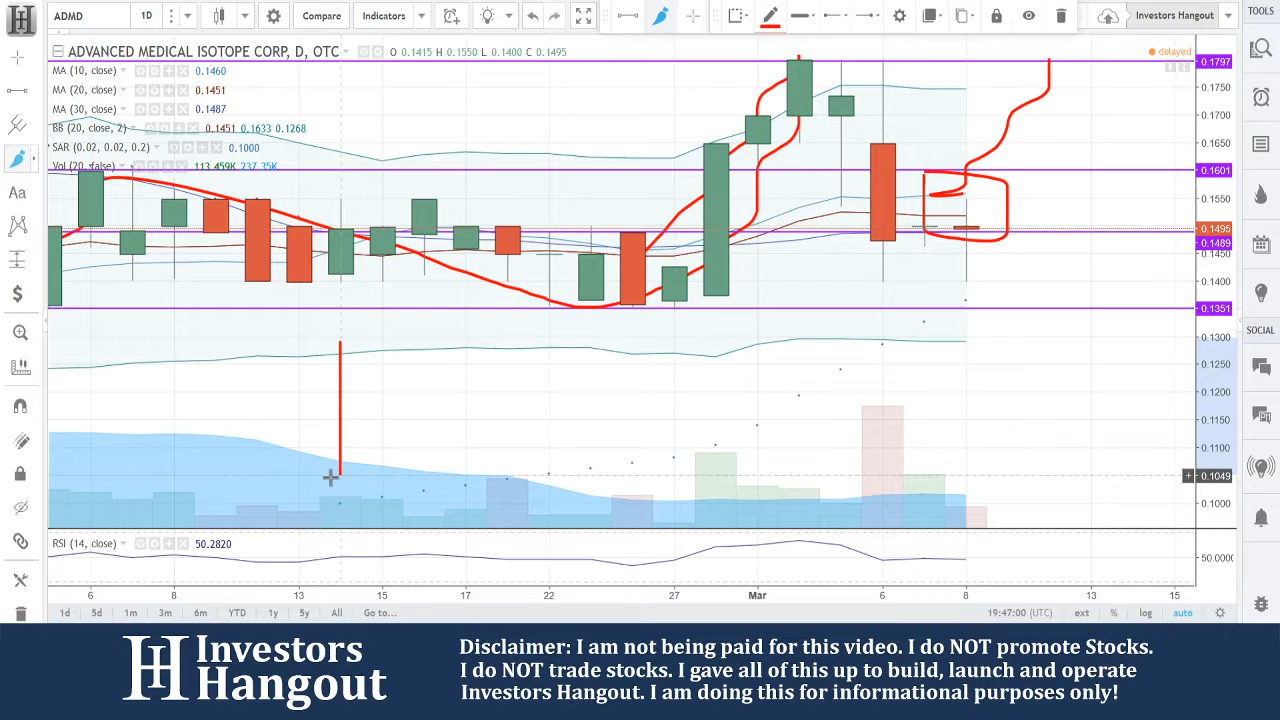 ADMD 1D Compare Indicators Investors Hangout TOOLS
ADVANCED MEDICAL ISOTOPE CORP, D, OTC O 0.1415 H 0.1550 L 0.1400 C 0.1495 delayed
MA (10, close) 0.1460
MA (20, close) 0.1451
MA (30, close) 0.1487
BB (20, close, 2) 0.1451 0.1633 0.1268
SAR (0.02, 0.02, 0.2) 0.1000
Vol (20, false) 113.459K 237.35K
0.1797
0.1750
0.1700
0.1650
0.1601
0.1550
0.1495
0.1489
0.1450
0.1400
0.1351
0.1300
0.1250
0.1200
0.1150
0.1100
0.1049
0.1000
SOCIAL
RSI (14, close) 50.2820
50.0000
6 8 13 15 17 22 27 Mar 6 8 13 15
1d 5d 1m 3m 6m YTD 1y 5y All Go to... 19:47:00 (UTC) ext % log auto
H Investors
Hangout
Disclaimer: I am not being paid for this video. I do NOT promote Stocks.
I do NOT trade stocks. I gave all of this up to build, launch and operate
Investors Hangout. I am doing this for informational purposes only!